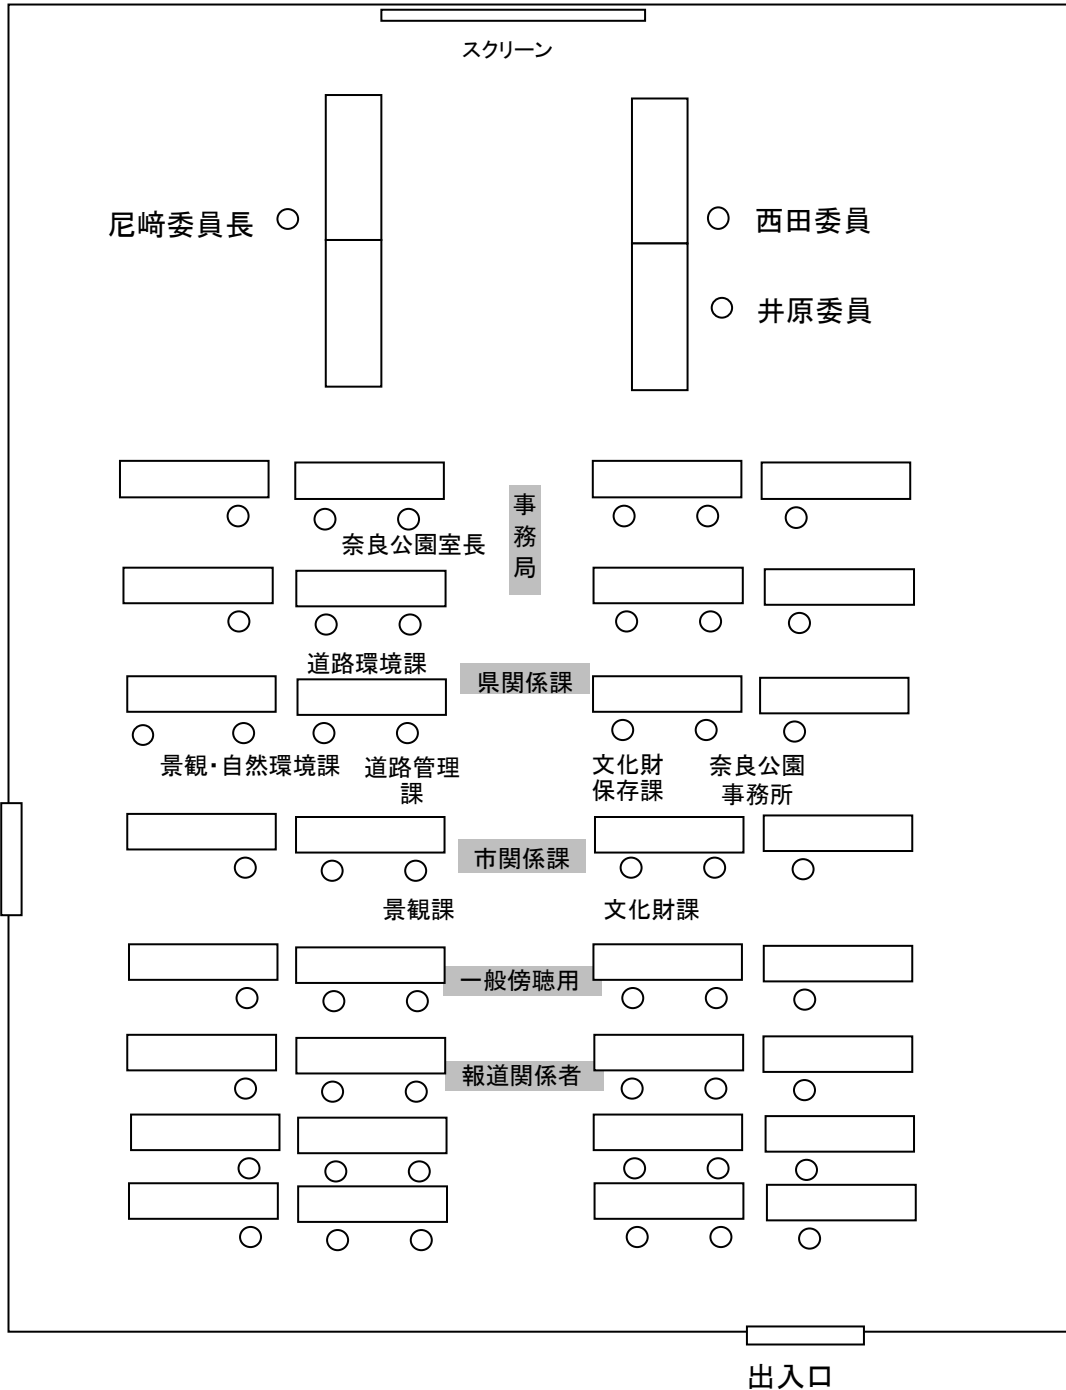 スクリーン
尼﨑委員長
西田委員
井原委員
事務局
奈良公園室長
道路環境課
県関係課
景観・自然環境課
道路管理
課
文化財
保存課
奈良公園
事務所
市関係課
景観課
文化財課
一般傍聴用
報道関係者
出入口